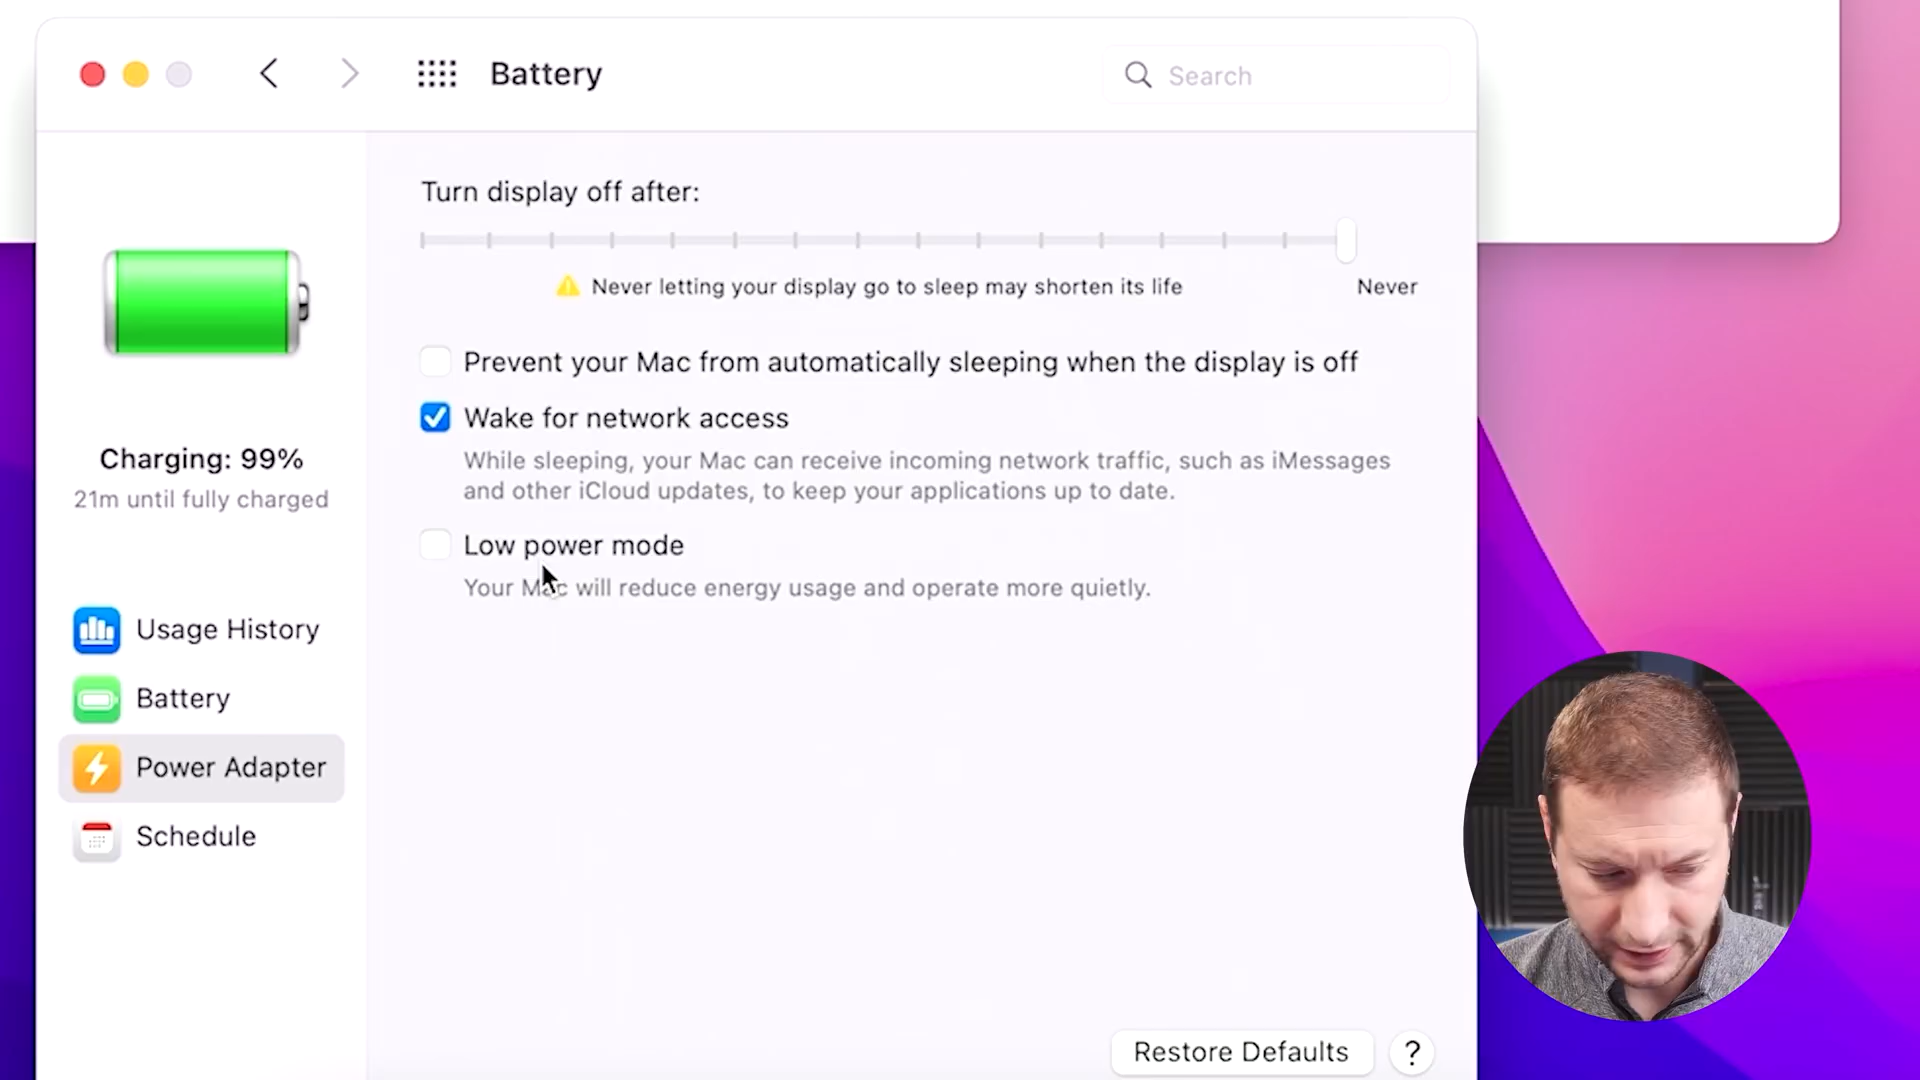 Battery
Search
Turn display off after:
Never letting your display go to sleep may shorten its life
Never
Prevent your Mac from automatically sleeping when the display is off
Wake for network access
While sleeping, your Mac can receive incoming network traffic, such as iMessages
and other iCloud updates, to keep your applications up to date.
Low power mode
Your Mac will reduce energy usage and operate more quietly.
Charging: 99%
21m until fully charged
Usage History
Battery
Power Adapter
Schedule
Restore Defaults
?